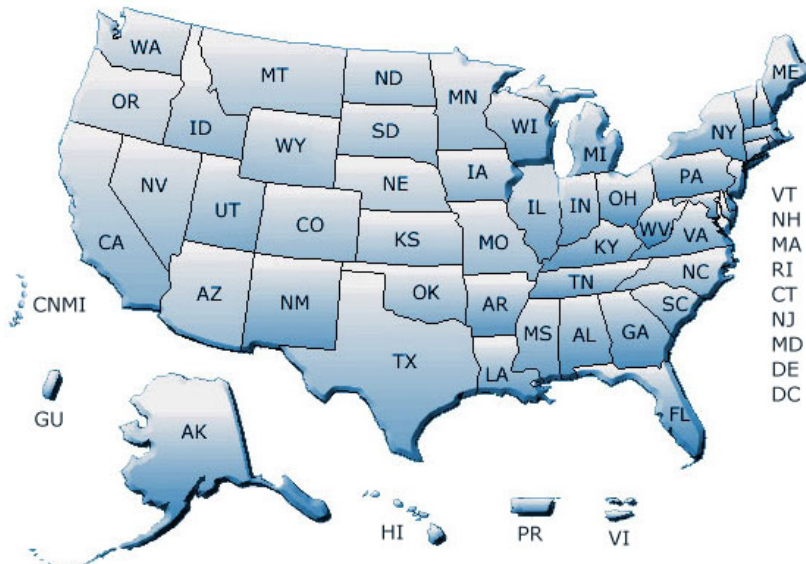 WA
MT
ND
MN
ME
OR
ID
WY
SD
WI
MI
NY
NV
UT
CO
NE
IA
IL
IN
OH
PA
CA
KS
MO
KY
WV
VA
AZ
NM
OK
AR
TN
NC
TX
LA
MS
AL
GA
SC
FL
VT
NH
MA
RI
CT
NJ
MD
DE
DC
CNMI
GU
AK
HI
PR
VI